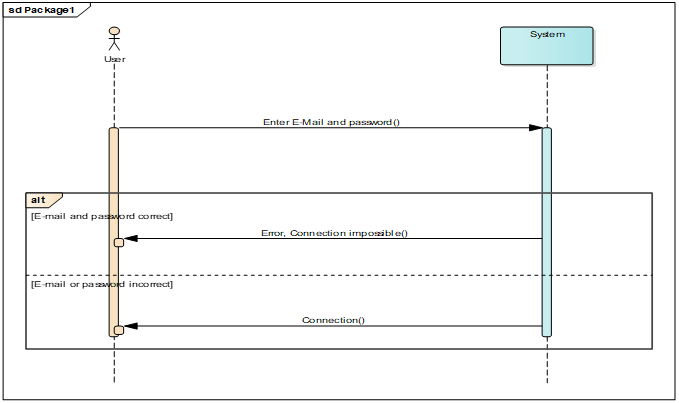 sd Package1
User
System
Enter E-Mail and password()
alt
[E-mail and password correct]
Error, Connection impossible()
[E-mail or password incorrect]
Connection()